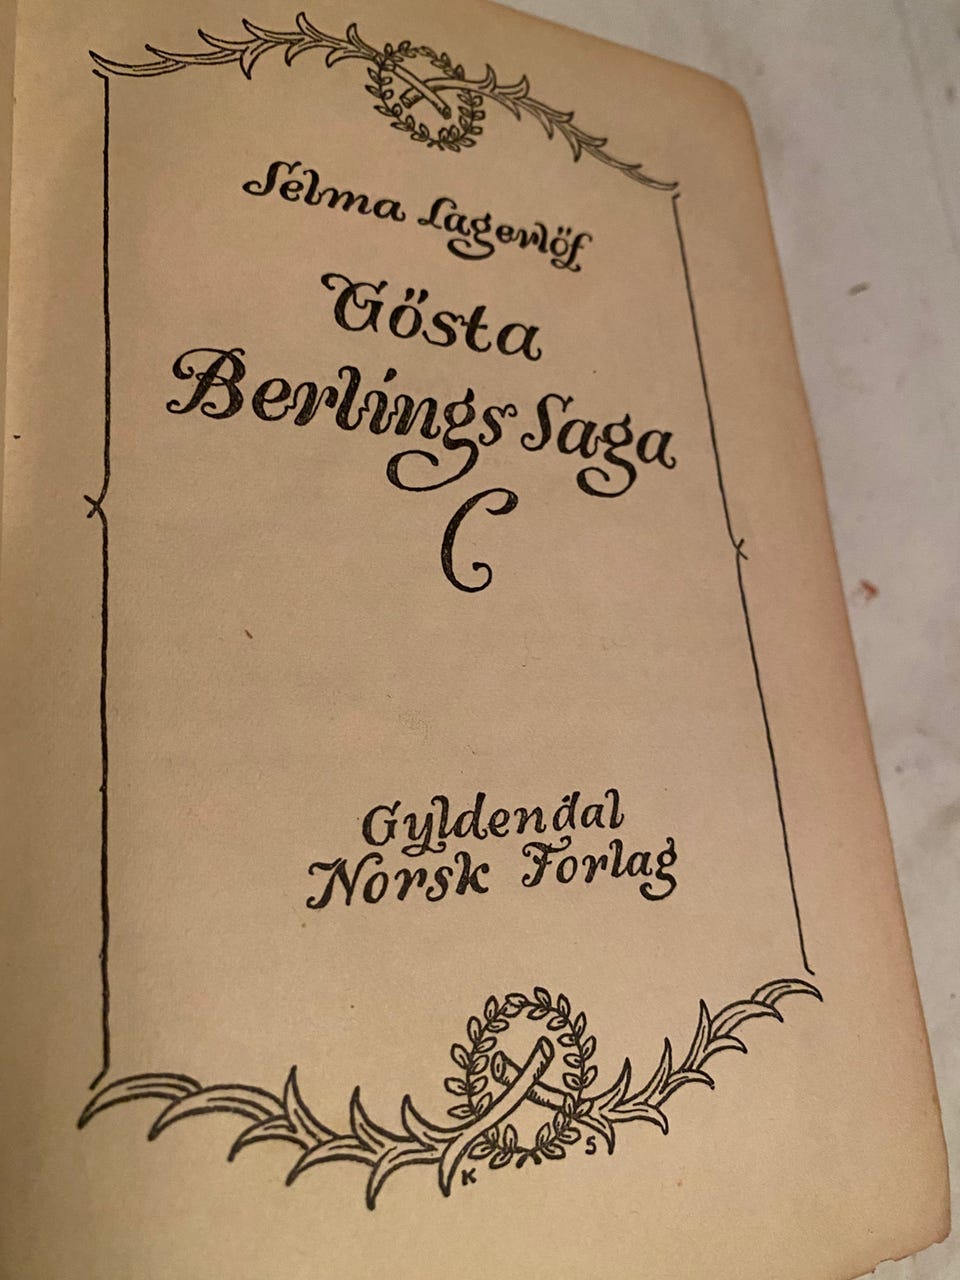 Selma Lagerlöf
Gösta
Berlings Saga
Gyldendal
Norsk Forlag
K S